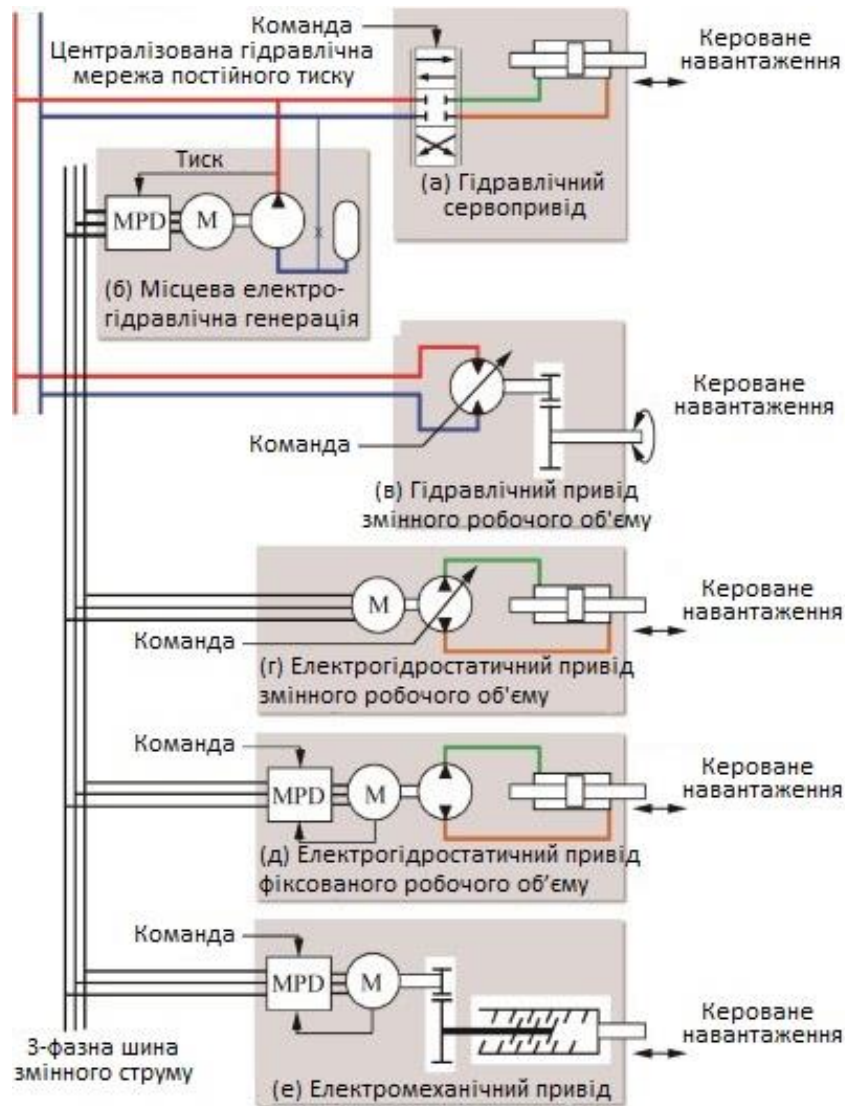 Команда
Централізована гідравлічна
мережа постійного тиску
Кероване
навантаження
(а) Гідравлічний
сервопривід
Тиск
MPD
M
(б) Місцева електро-
гідравлічна генерація
Кероване
навантаження
Команда
(в) Гідравлічний привід
змінного робочого об'єму
M
Кероване
навантаження
Команда
(г) Електрогідростатичний привід
змінного робочого об'єму
Команда
MPD
M
Кероване
навантаження
(д) Електрогідростатичний привід
фіксованого робочого об’єму
Команда
MPD
M
Кероване
навантаження
3-фазна шина
змінного струму
(е) Електромеханічний привід